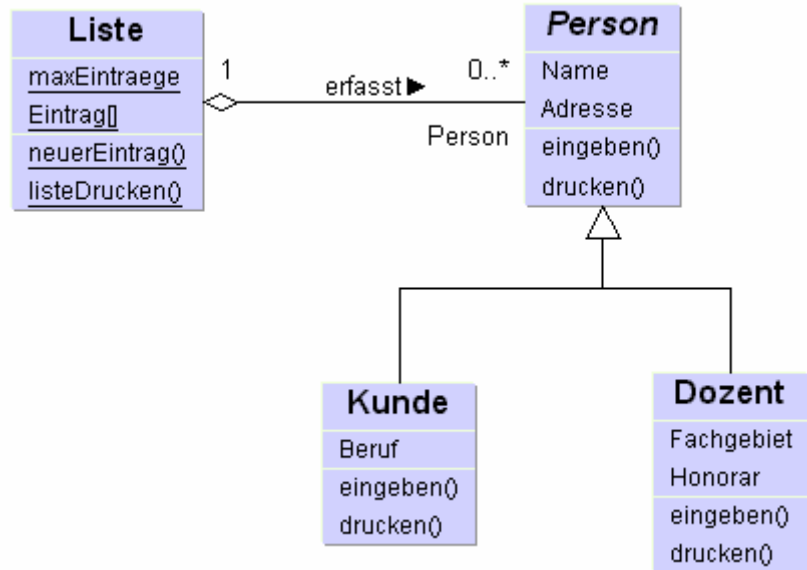 Liste
maxEintraege
Eintrag[]
neuerEintrag()
listeDrucken()
1
erfasst ▶
0..*
Person
Person
Name
Adresse
eingeben()
drucken()
Kunde
Beruf
eingeben()
drucken()
Dozent
Fachgebiet
Honorar
eingeben()
drucken()